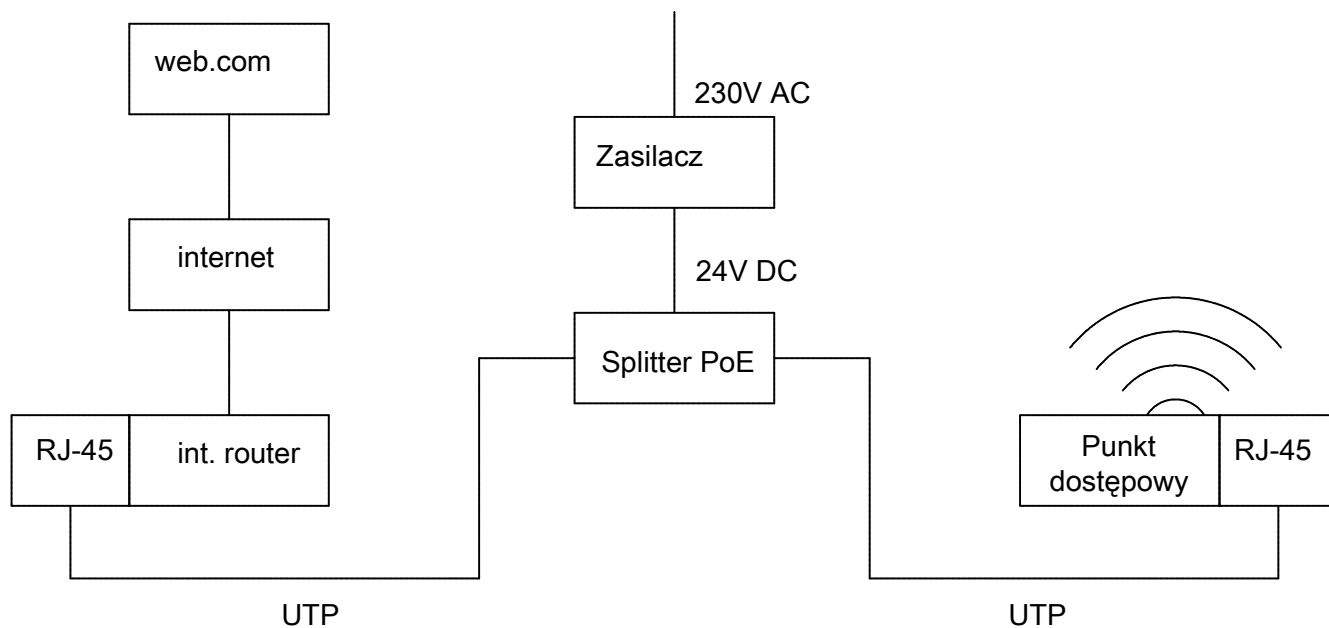 web.com
230V AC
Zasilacz
internet
24V DC
Splitter PoE
RJ-45
int. router
Punkt
dostępowy
RJ-45
UTP
UTP